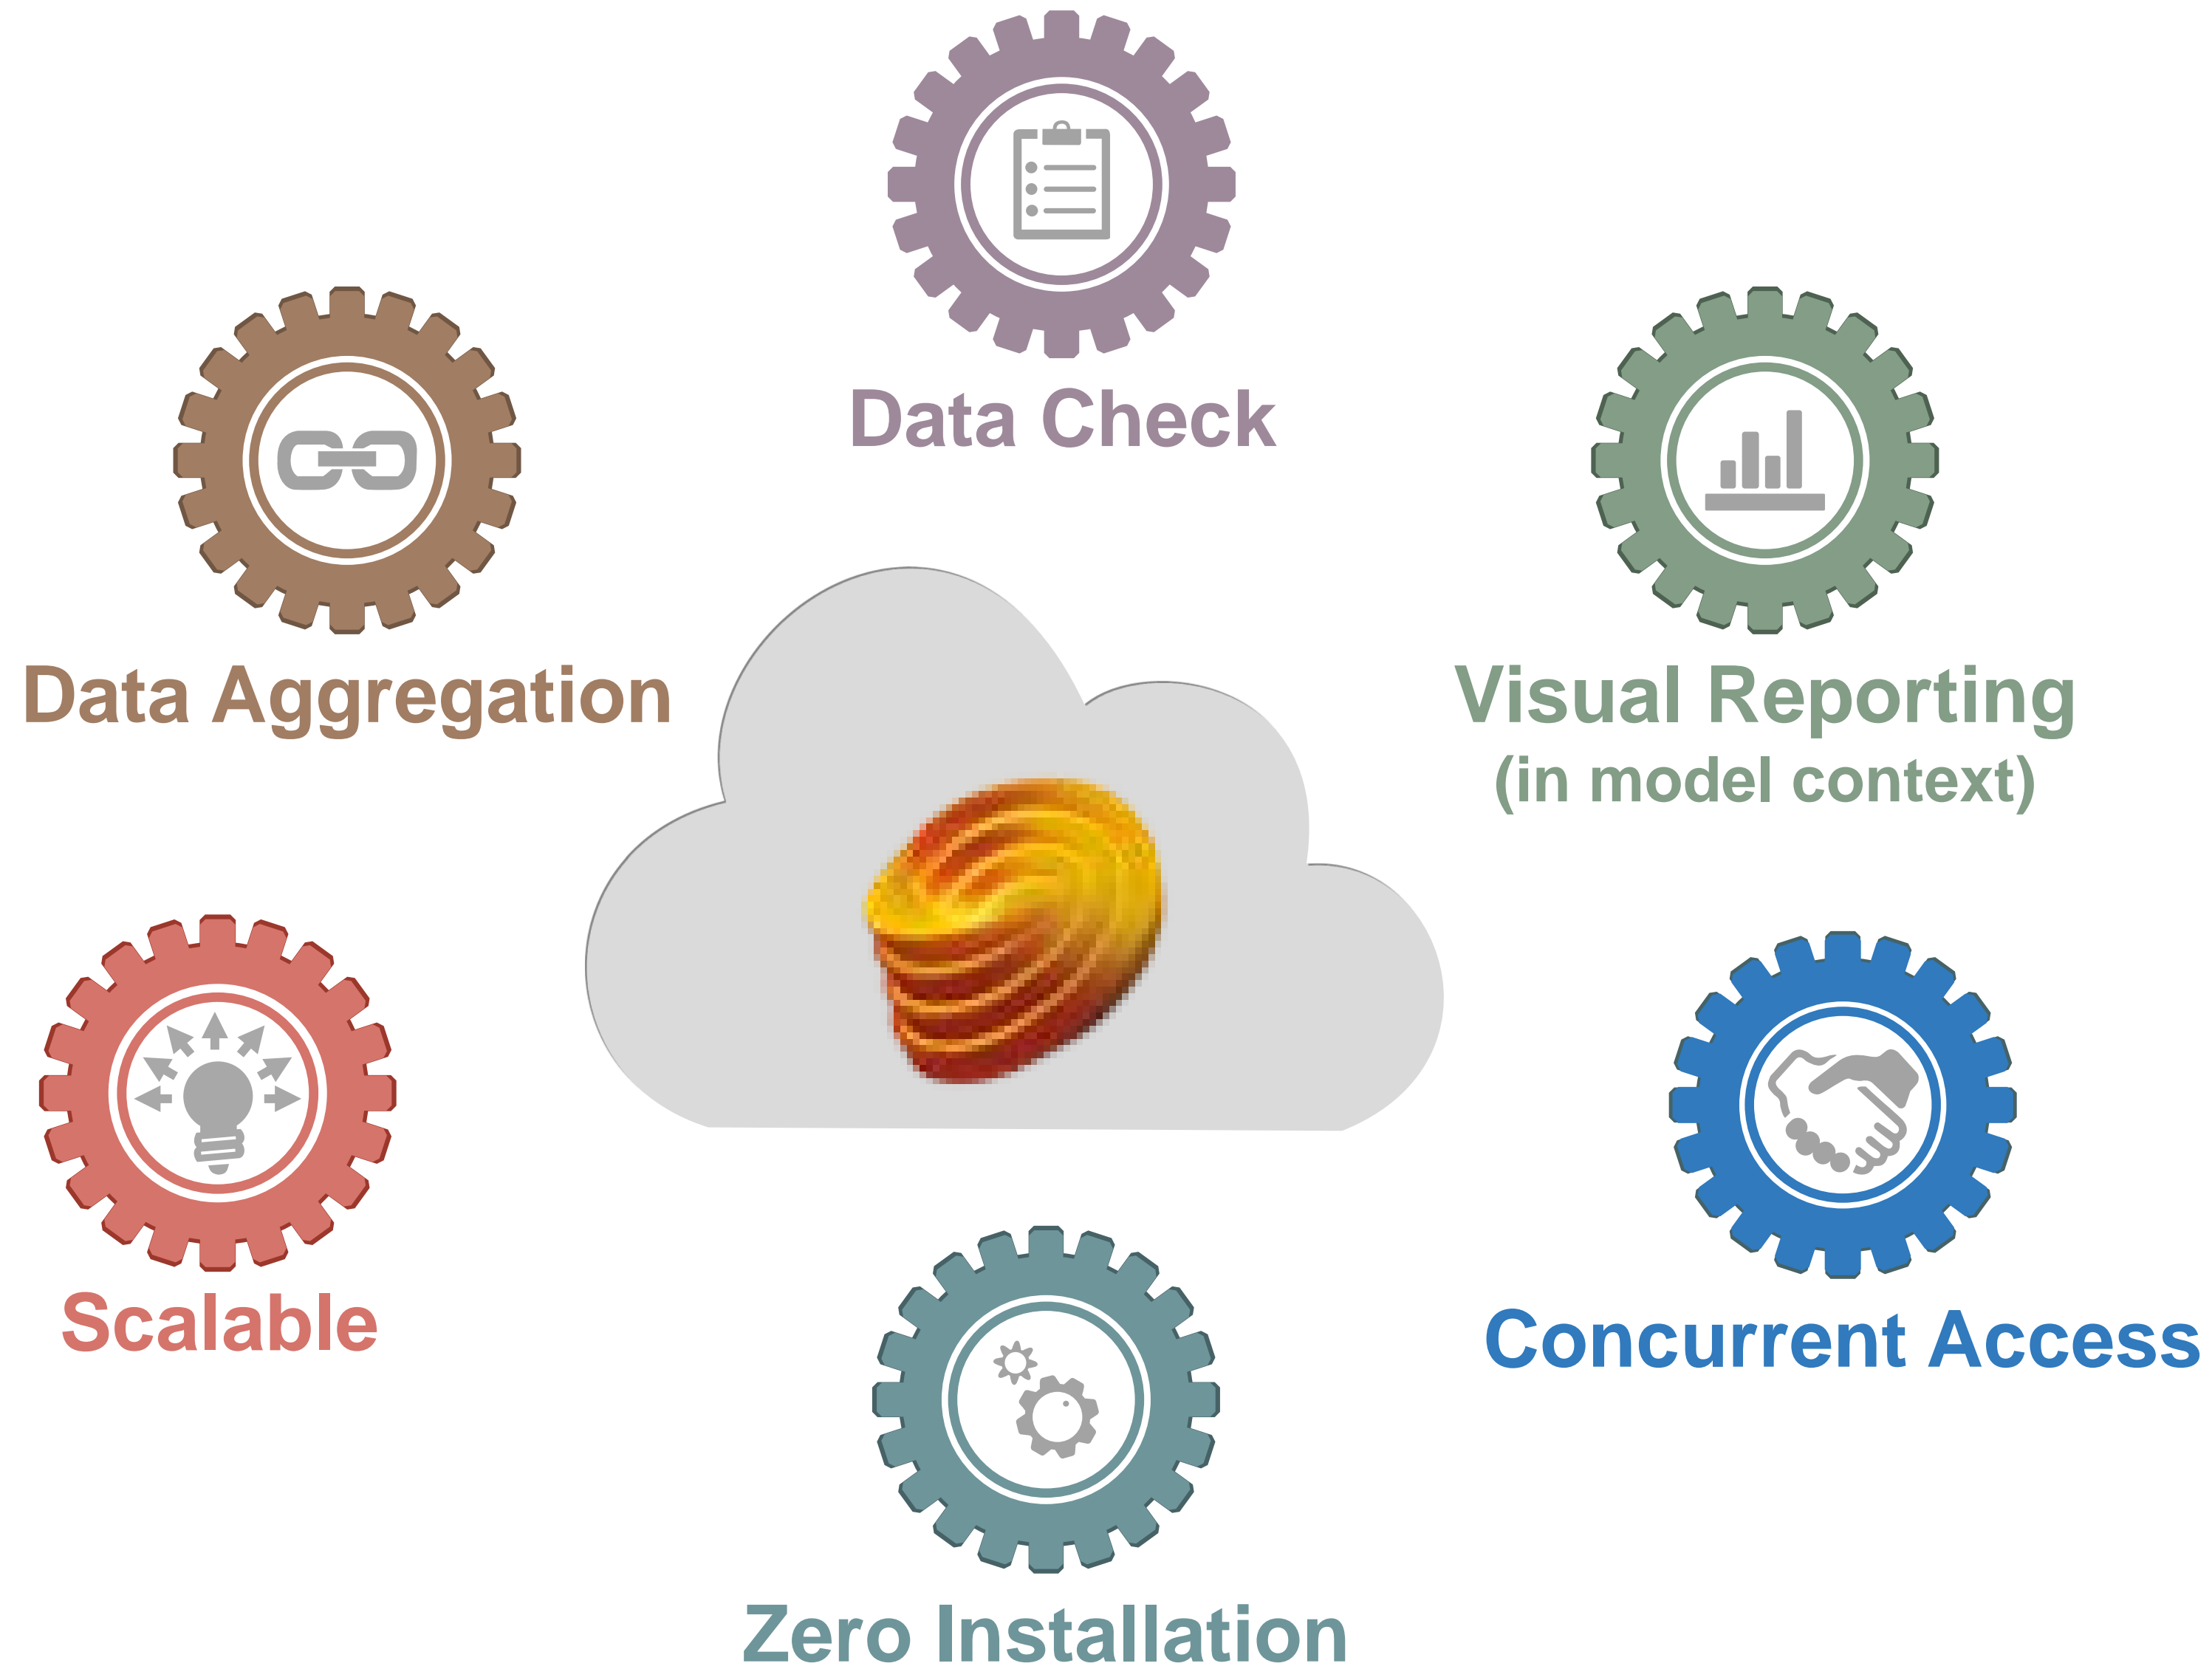 Data Check
Data Aggregation
Visual Reporting
(in model context)
Scalable
Concurrent Access
Zero Installation